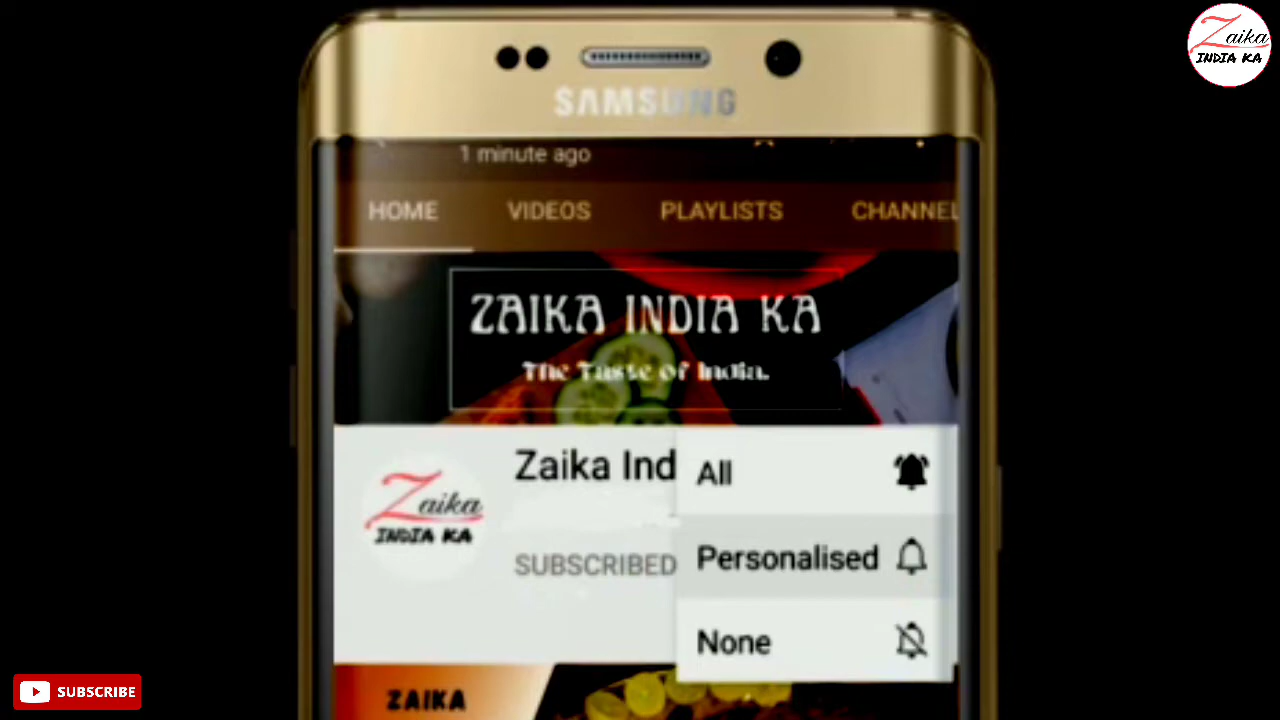 Zaika
INDIA KA
SAMSUNG
1 minute ago
HOME VIDEOS PLAYLISTS CHANNEL
ZAIKA INDIA KA
The Taste of India.
Zaika Ind
Zaika
INDIA KA
SUBSCRIBED
All
Personalised
None
SUBSCRIBE
ZAIKA